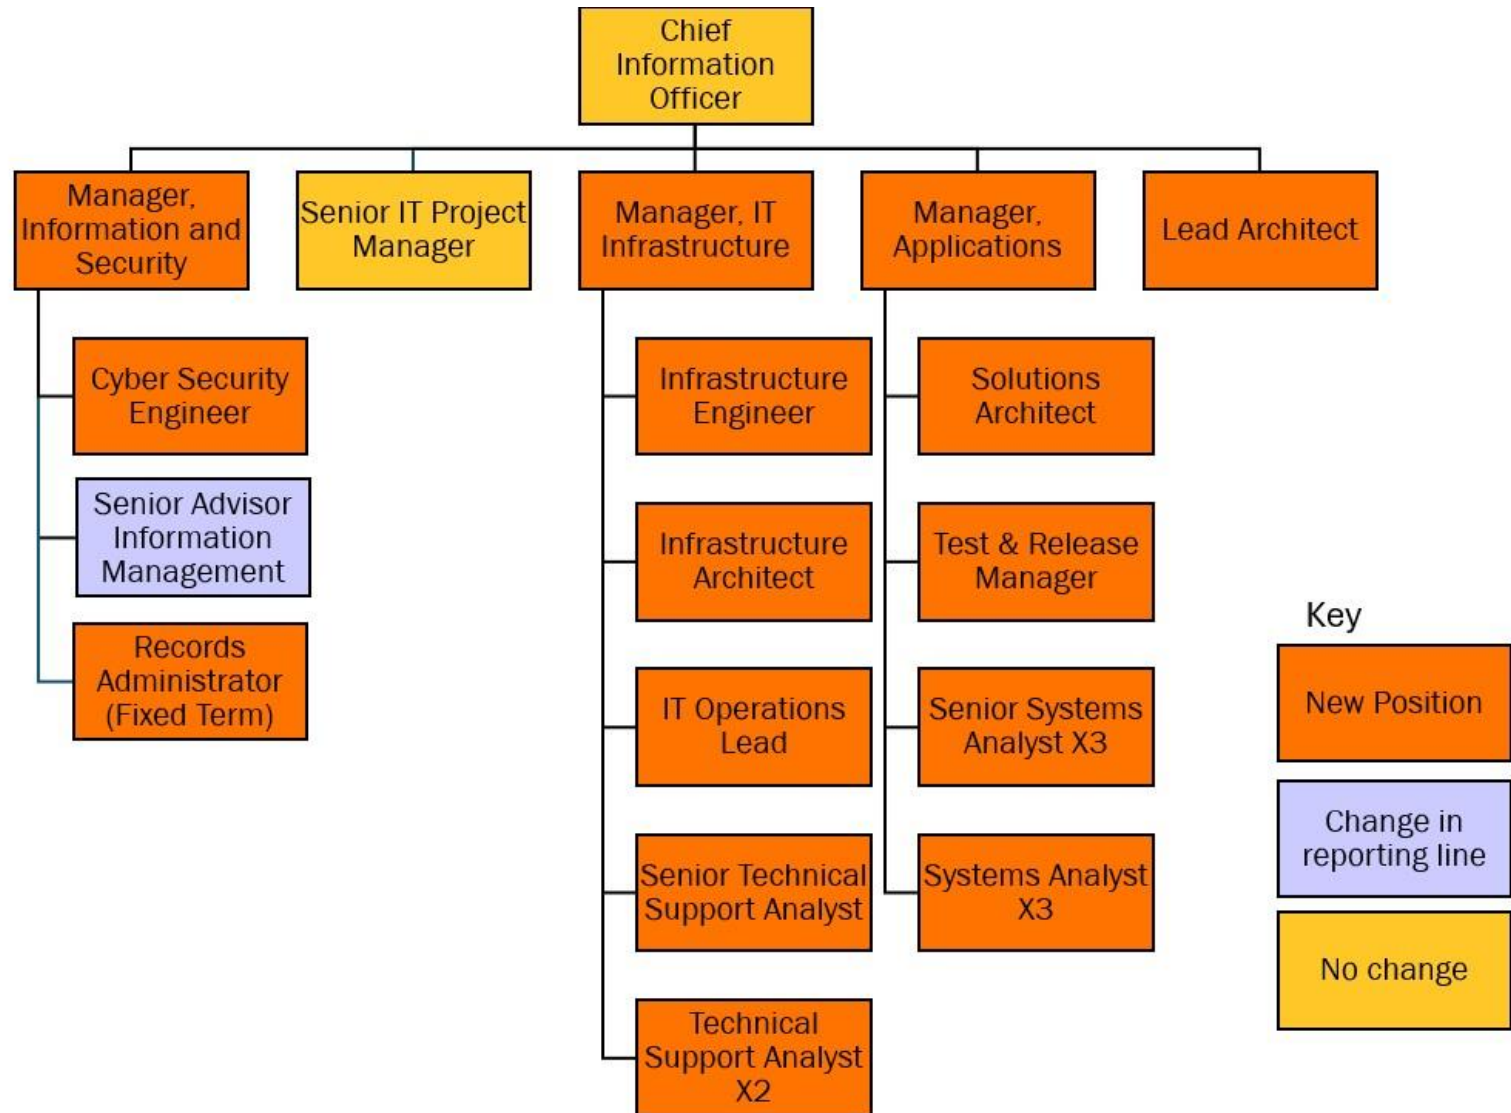 Chief
Information
Officer
Manager,
Information and
Security
Senior IT Project
Manager
Manager, IT
Infrastructure
Manager,
Applications
Lead Architect
Cyber Security
Engineer
Senior Advisor
Information
Management
Records
Administrator
(Fixed Term)
Infrastructure
Engineer
Infrastructure
Architect
IT Operations
Lead
Senior Technical
Support Analyst
Technical
Support Analyst
X2
Solutions
Architect
Test & Release
Manager
Senior Systems
Analyst X3
Systems Analyst
X3
Key
New Position
Change in
reporting line
No change